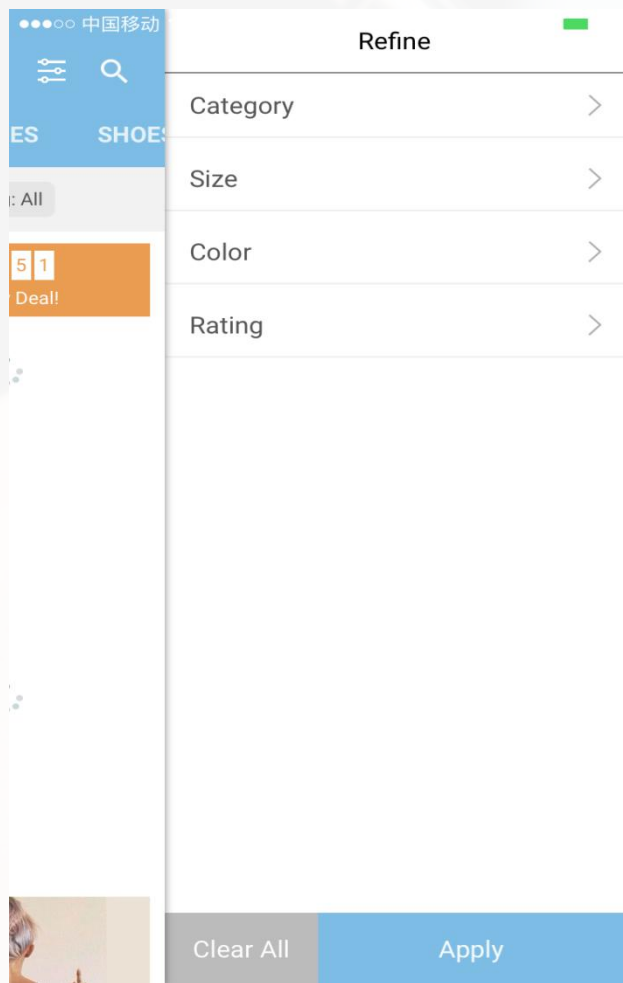 中国移动
Refine
ES SHOES
: All
5 1
Deal!
Category
Size
Color
Rating
Clear All Apply